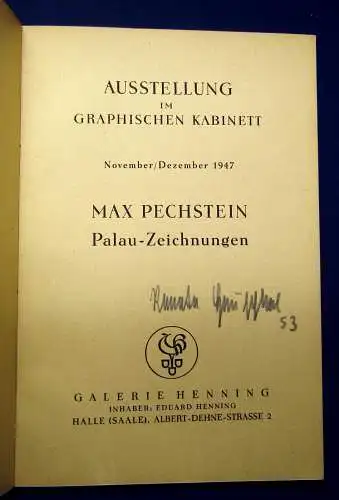 AUSSTELLUNG
IM
GRAPHISCHEN KABINETT
November/Dezember 1947
MAX PECHSTEIN
Palau-Zeichnungen
Renate
53
GALERIE HENNING
INHABER: EDUARD HENNING
HALLE (SAALE), ALBERT-DEHNE-STRASSE 2